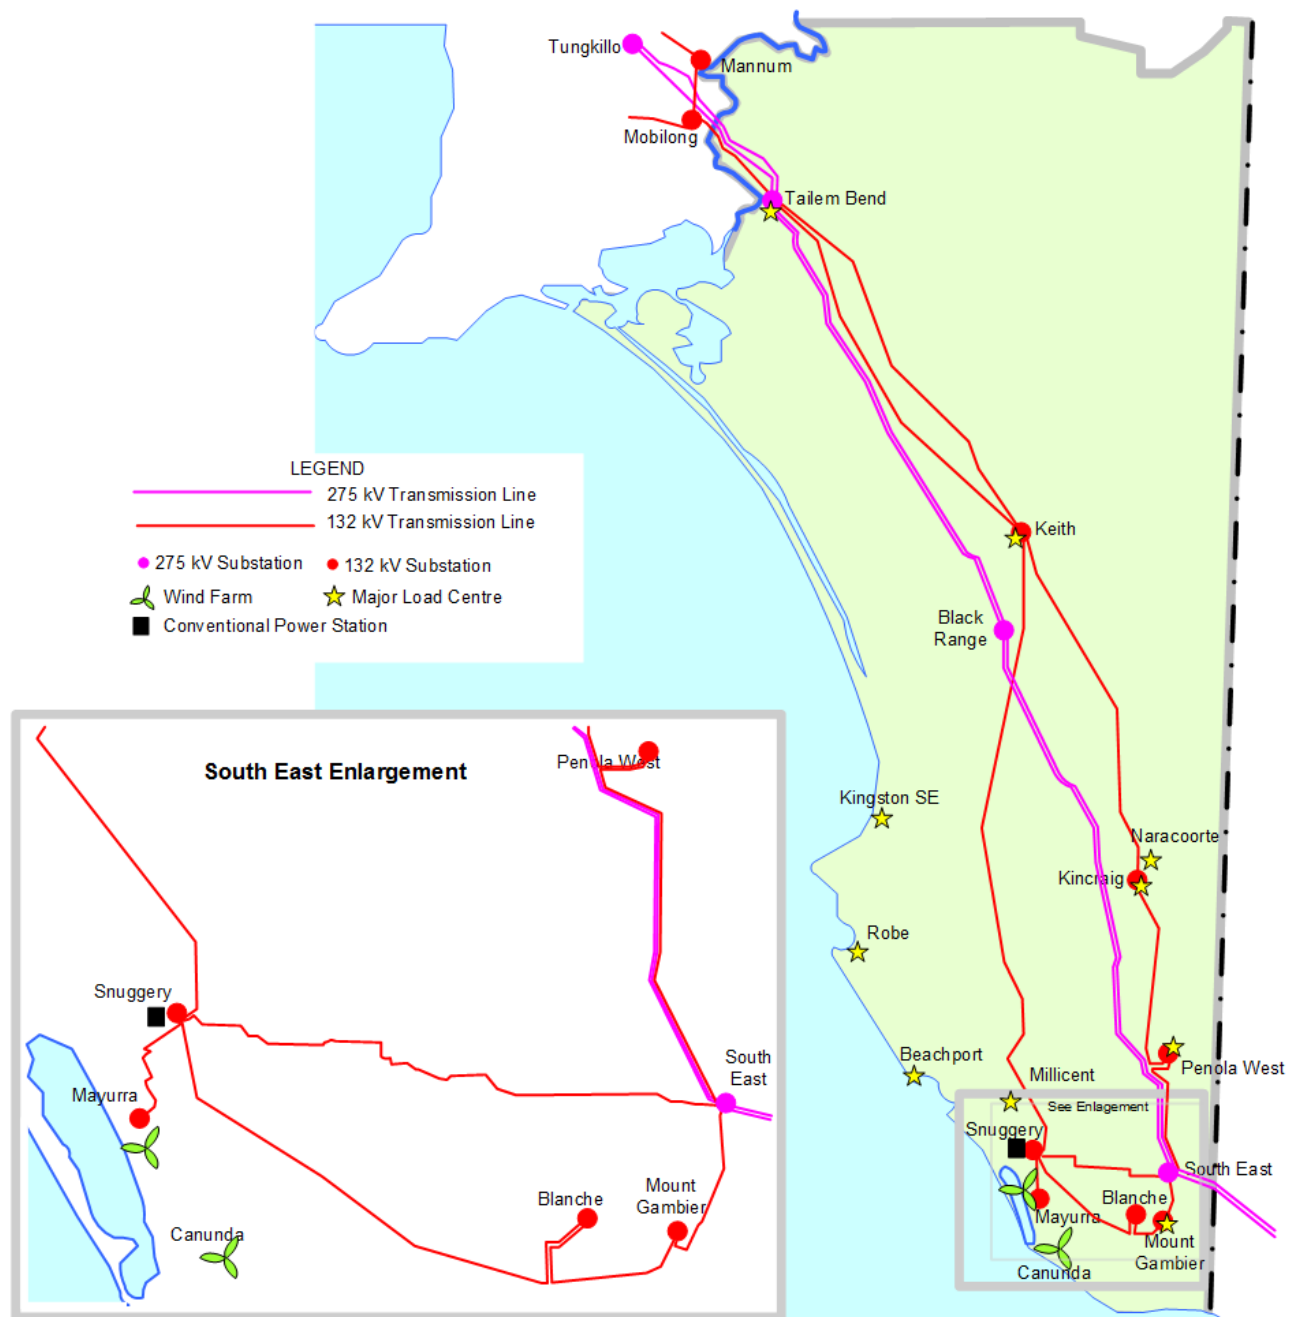 Tungkillo
Mannum
Mobilong
Tailem Bend
LEGEND
275 kV Transmission Line
132 kV Transmission Line
275 kV Substation
132 kV Substation
Wind Farm
Major Load Centre
Conventional Power Station
Keith
Black
Range
Kingston SE
Naracoorte
Kincraig
Robe
Beachport
Millicent
Penola West
See Enlagement
Snuggery
South East
Mayurra
Blanche
Mount
Gambier
Canunda
South East Enlargement
Penola West
Snuggery
South
East
Mayurra
Blanche
Mount
Gambier
Canunda